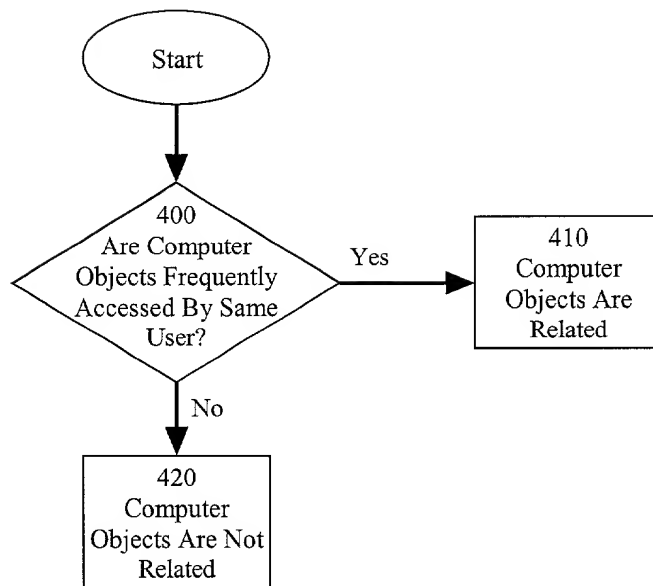 Start
400
Are Computer
Objects Frequently
Accessed By Same
User?
Yes
410
Computer
Objects Are
Related
No
420
Computer
Objects Are Not
Related